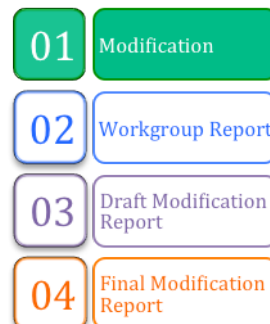 01 Modification
02 Workgroup Report
03 Draft Modification
Report
04 Final Modification
Report